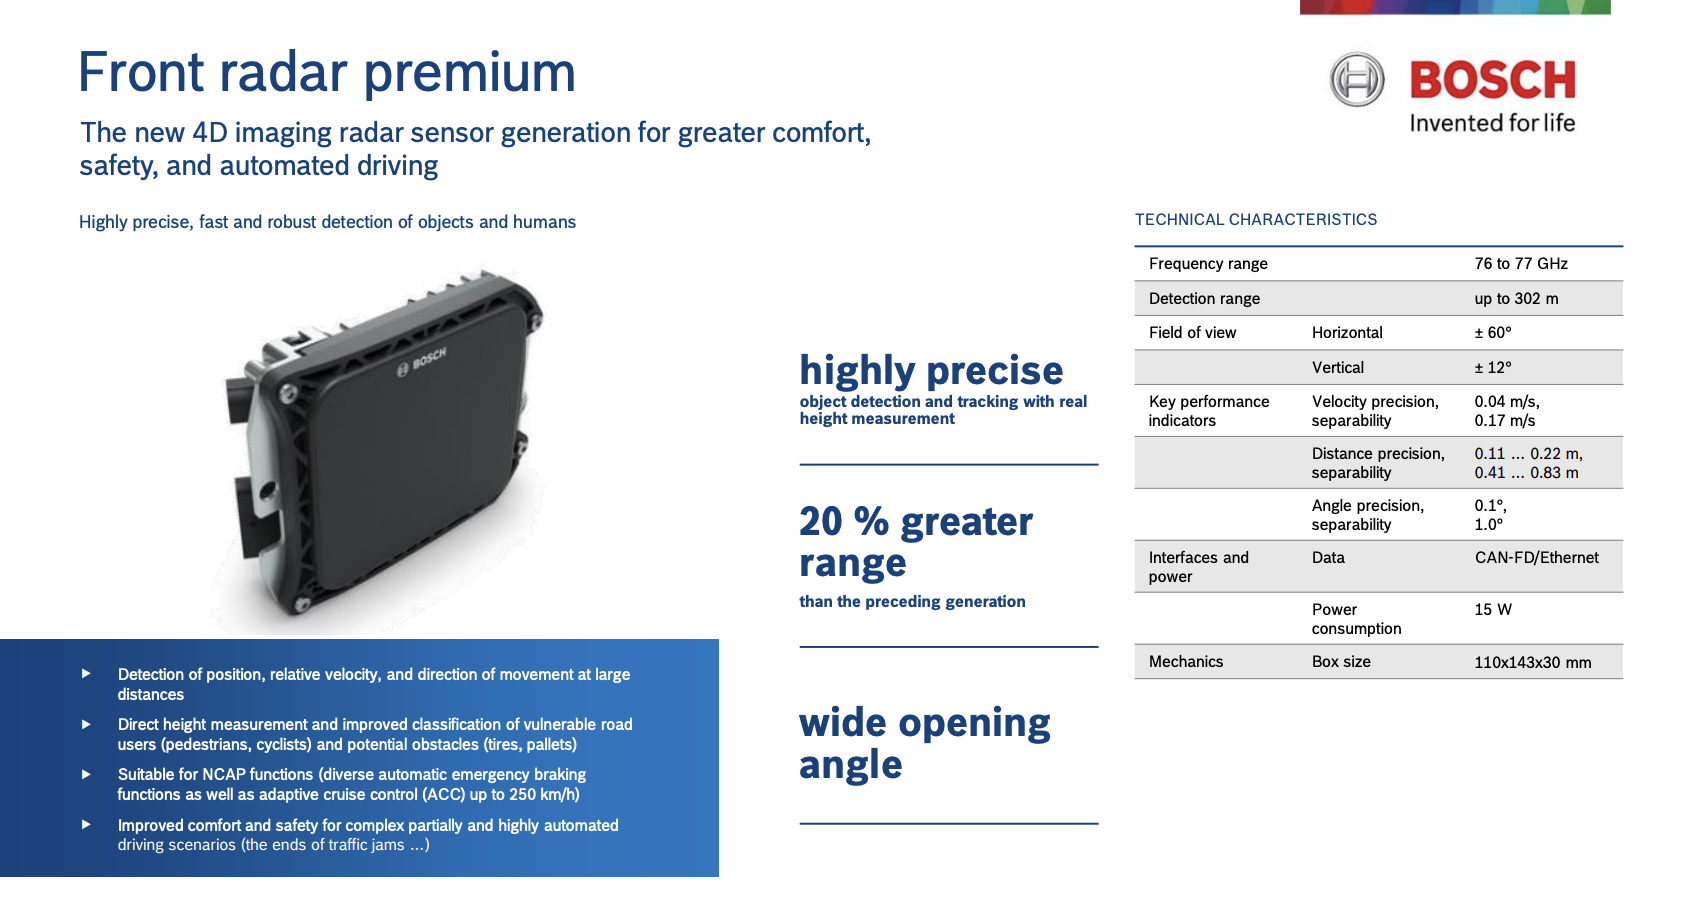 Front radar premium
The new 4D imaging radar sensor generation for greater comfort,
safety, and automated driving
Highly precise, fast and robust detection of objects and humans
BOSCH
BOSCH
Invented for life
▶ Detection of position, relative velocity, and direction of movement at large
distances
▶ Direct height measurement and improved classification of vulnerable road
users (pedestrians, cyclists) and potential obstacles (tires, pallets)
▶ Suitable for NCAP functions (diverse automatic emergency braking
functions as well as adaptive cruise control (ACC) up to 250 km/h)
▶ Improved comfort and safety for complex partially and highly automated
driving scenarios (the ends of traffic jams ...)
highly precise
object detection and tracking with real
height measurement
20 % greater
range
than the preceding generation
wide opening
angle
TECHNICAL CHARACTERISTICS
Frequency range 76 to 77 GHz
Detection range up to 302 m
Field of view Horizontal ± 60°
Vertical ± 12°
Key performance Velocity precision, 0.04 m/s,
indicators separability 0.17 m/s
Distance precision, 0.11 ... 0.22 m,
separability 0.41 ... 0.83 m
Angle precision, 0.1°,
separability 1.0°
Interfaces and Data CAN-FD/Ethernet
power
Power 15 W
consumption
Mechanics Box size 110x143x30 mm